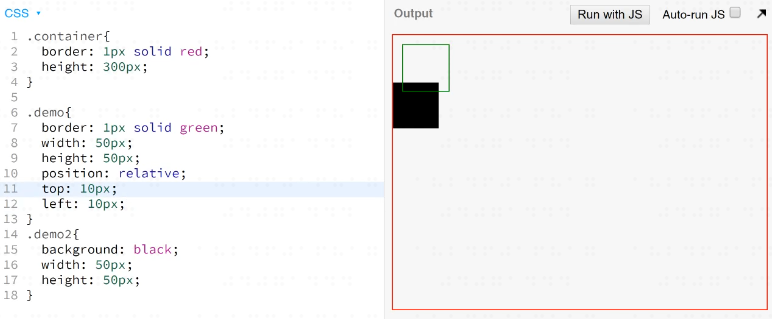 CSS
Output
Run with JS
Auto-run JS
1 .container{
2 border: 1px solid red;
3 height: 300px;
4 }
5
6 .demo{
7 border: 1px solid green;
8 width: 50px;
9 height: 50px;
10 position: relative;
11 top: 10px;
12 left: 10px;
13 }
14 .demo2{
15 background: black;
16 width: 50px;
17 height: 50px;
18 }